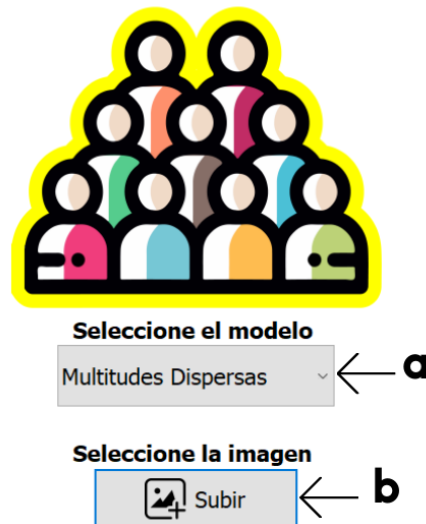 Seleccione el modelo
Multitudes Dispersas a
Seleccione la imagen
Subir b